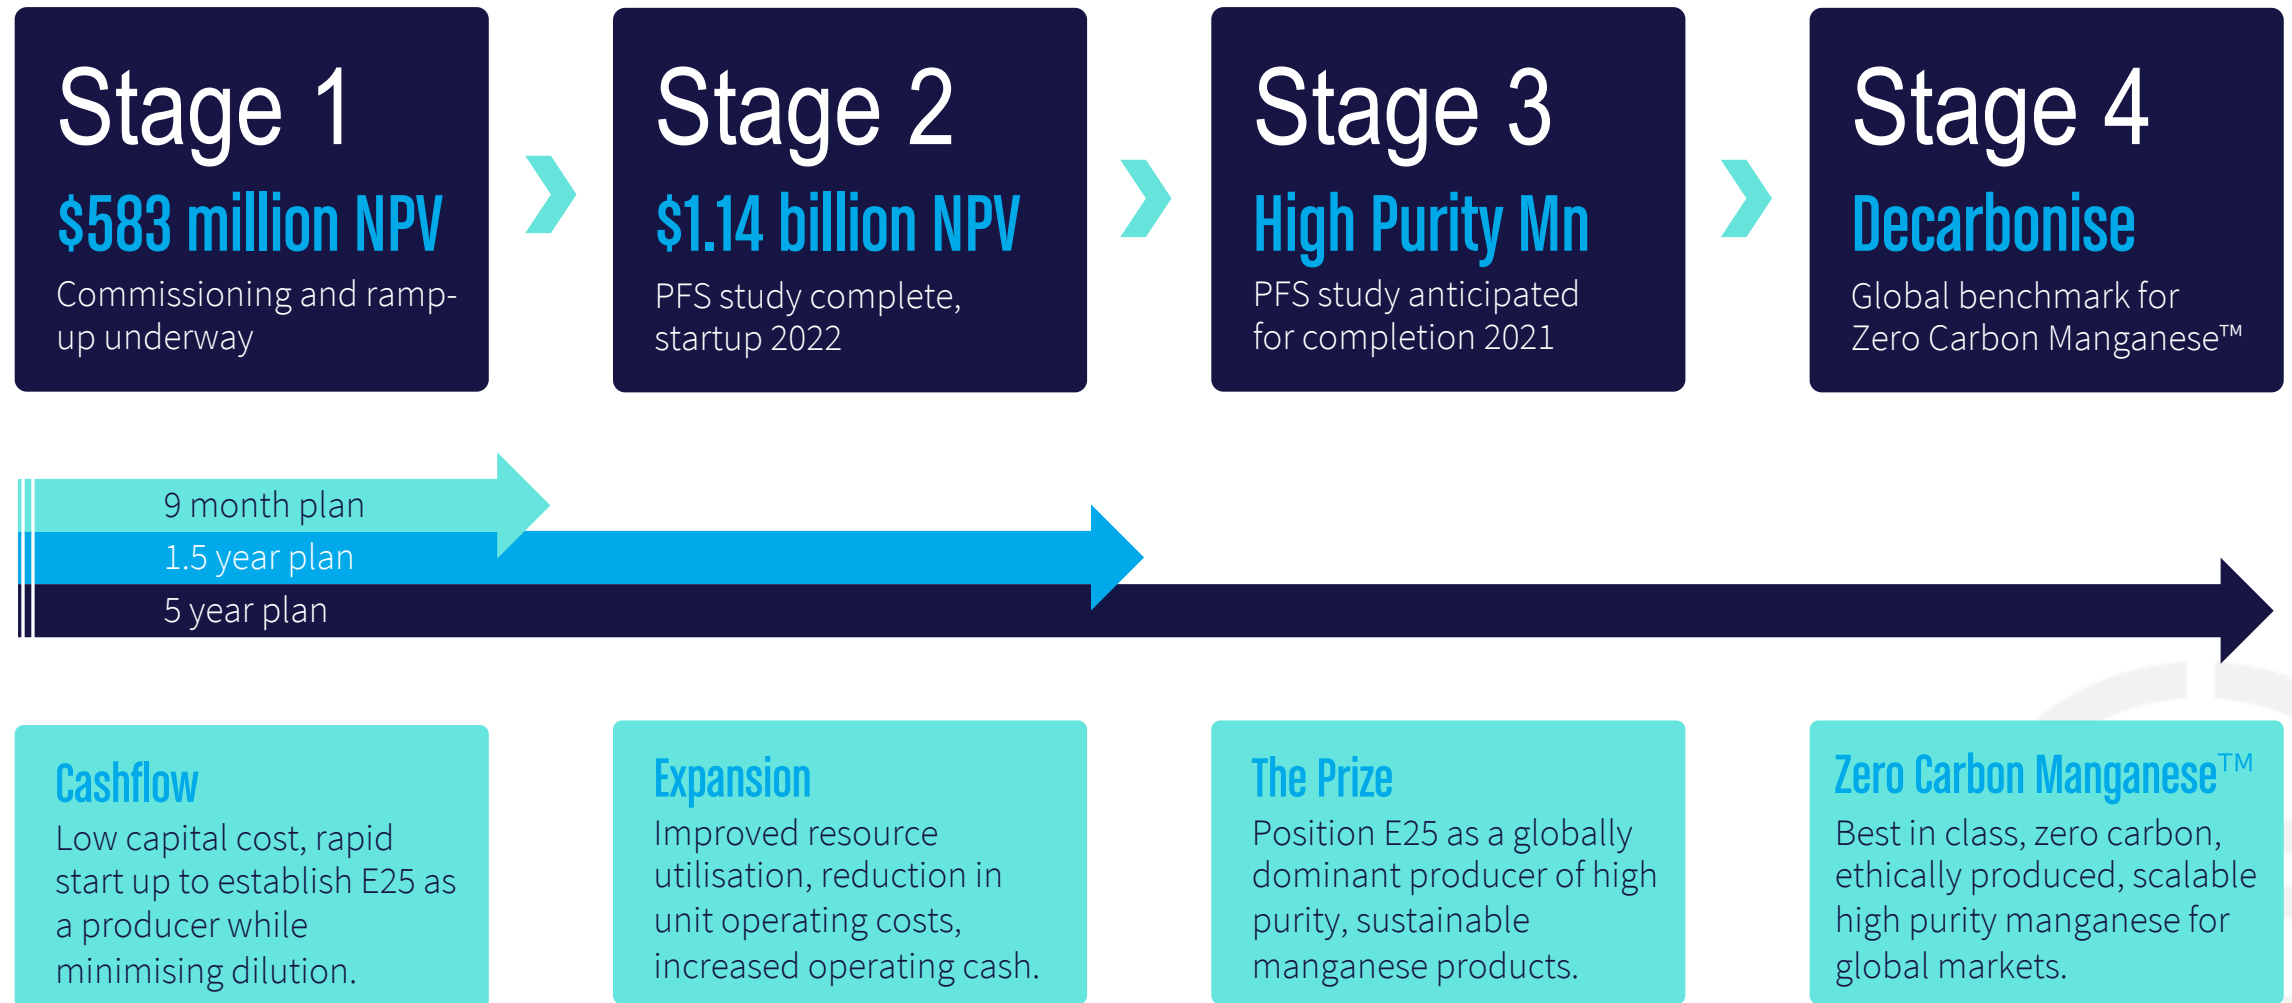 Stage 1
$583 million NPV
Commissioning and ramp-
up underway
Stage 2
$1.14 billion NPV
PFS study complete,
startup 2022
Stage 3
High Purity Mn
PFS study anticipated
for completion 2021
Stage 4
Decarbonise
Global benchmark for
Zero Carbon Manganese™
9 month plan
1.5 year plan
5 year plan
Cashflow
Low capital cost, rapid
start up to establish E25 as
a producer while
minimising dilution.
Expansion
Improved resource
utilisation, reduction in
unit operating costs,
increased operating cash.
The Prize
Position E25 as a globally
dominant producer of high
purity, sustainable
manganese products.
Zero Carbon Manganese™
Best in class, zero carbon,
ethically produced, scalable
high purity manganese for
global markets.